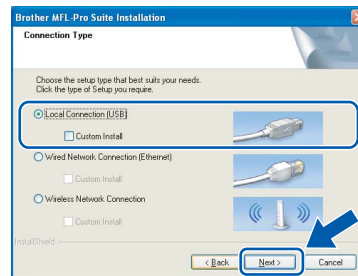 Brother MFL-Pro Suite Installation
Connection Type
Choose the setup type that best suits your needs.
Click the type of Setup you require.
Local Connection (USB)
Custom Install
Wired Network Connection (Ethernet)
Custom Install
Wireless Network Connection
Custom Install
InstallShield
< Back Next > Cancel